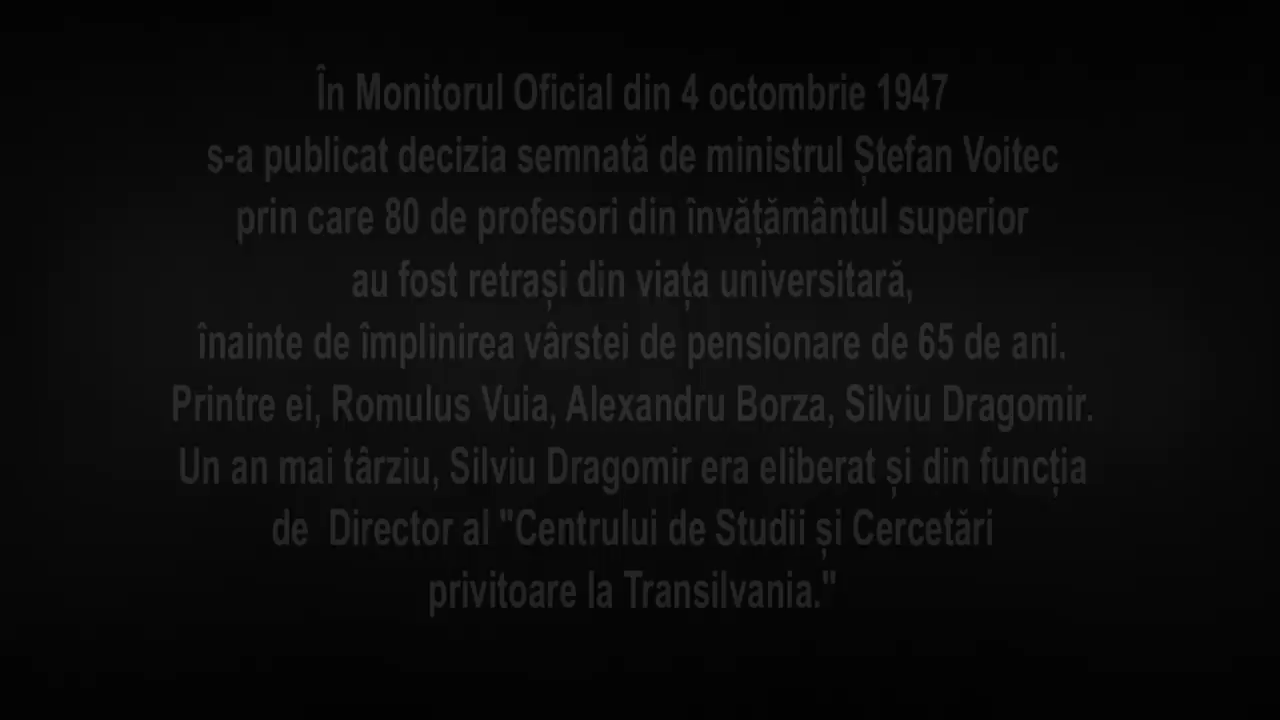 În Monitorul Oficial din 4 octombrie 1947
s-a publicat decizia semnată de ministrul Ștefan Voitec
prin care 80 de profesori din învățământul superior
au fost retrași din viața universitară,
înainte de împlinirea vârstei de pensionare de 65 de ani.
Printre ei, Romulus Vuia, Alexandru Borza, Silviu Dragomir.
Un an mai târziu, Silviu Dragomir era eliberat și din funcția
de  Director al "Centrului de Studii și Cercetări
privitoare la Transilvania."